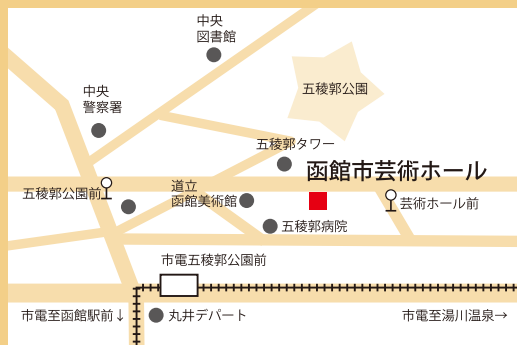 中央
図書館
中央
警察署
五稜郭公園
五稜郭タワー
函館市芸術ホール
五稜郭公園前
道立
函館美術館
芸術ホール前
五稜郭病院
市電五稜郭公園前
市電至函館駅前↓
丸井デパート
市電至湯川温泉→